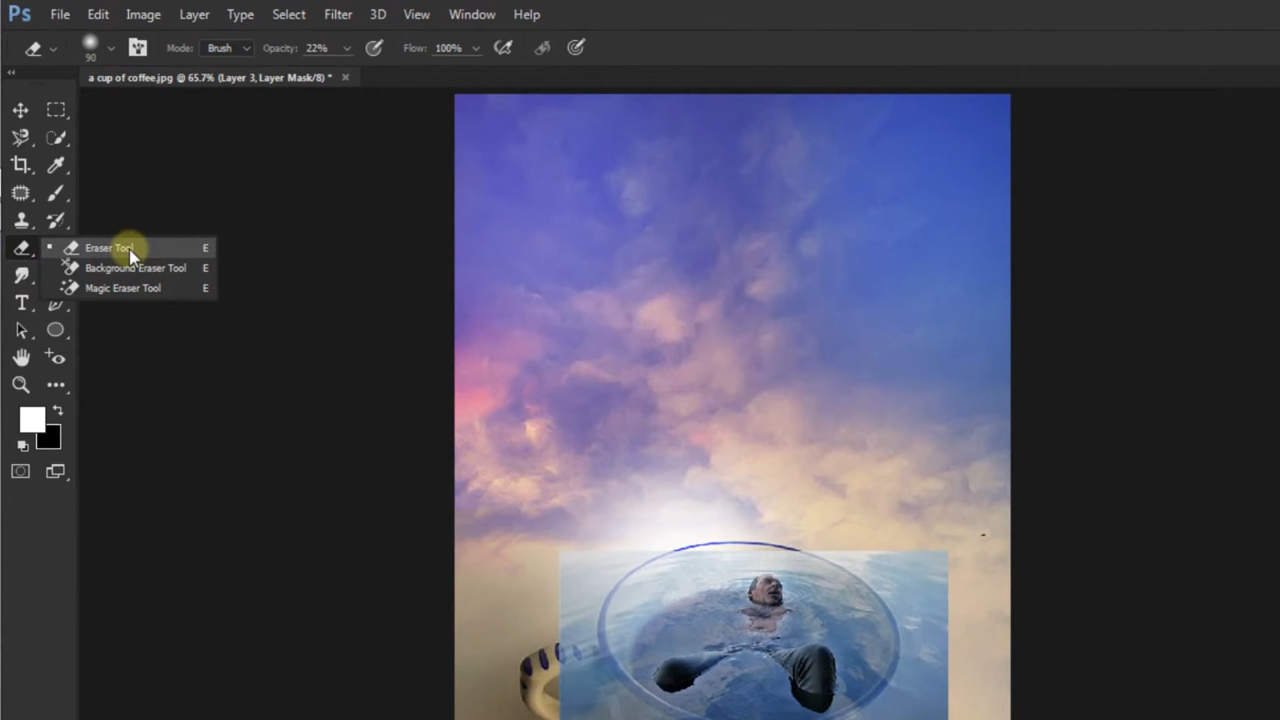 Ps File Edit Image Layer Type Select Filter 3D View Window Help
90 Mode: Brush Opacity: 22% Flow: 100%
a cup of coffee.jpg @ 65.7% (Layer 3, Layer Mask/8) *
Eraser Tool E
Background Eraser Tool E
Magic Eraser Tool E
T